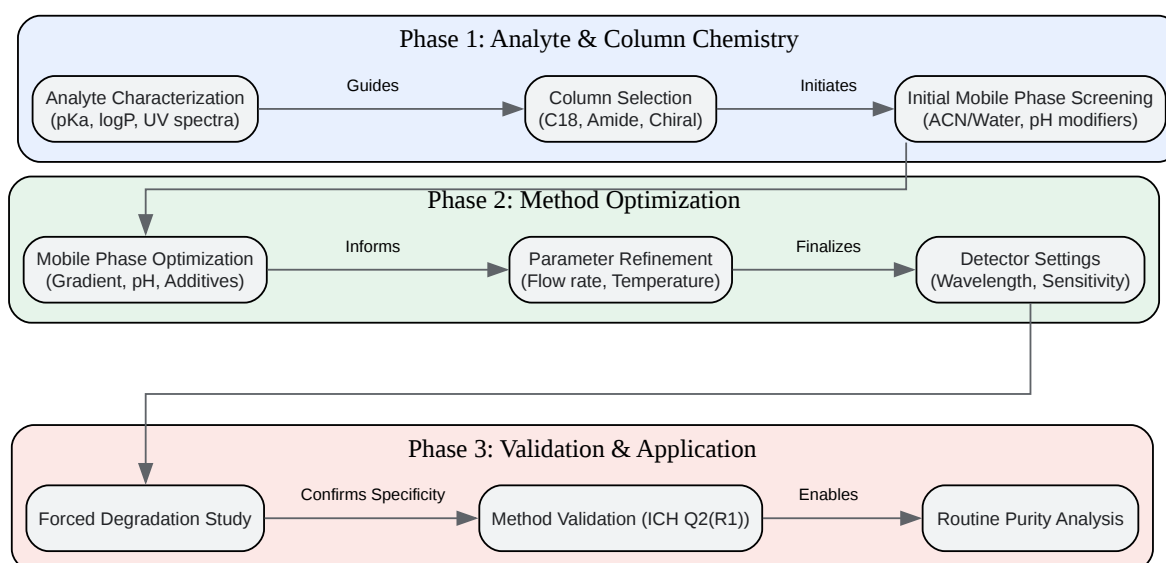 Phase 1: Analyte & Column Chemistry
Analyte Characterization
(pKa, logP, UV spectra)
Guides
Column Selection
(C18, Amide, Chiral)
Initiates
Initial Mobile Phase Screening
(ACN/Water, pH modifiers)
Phase 2: Method Optimization
Mobile Phase Optimization
(Gradient, pH, Additives)
Informs
Parameter Refinement
(Flow rate, Temperature)
Finalizes
Detector Settings
(Wavelength, Sensitivity)
Phase 3: Validation & Application
Forced Degradation Study
Confirms Specificity
Method Validation (ICH Q2(R1))
Enables
Routine Purity Analysis